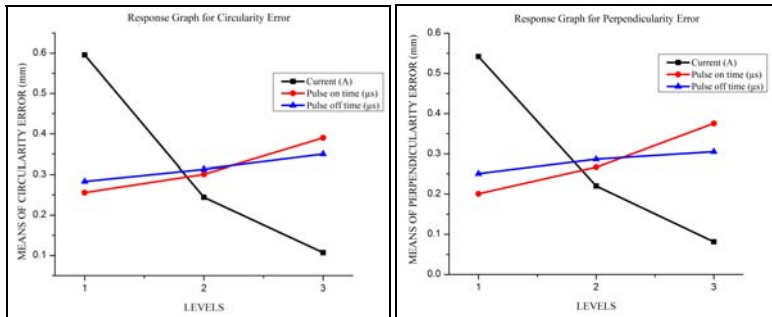 Response Graph for Circularity Error
MEANS OF CIRCULARITY ERROR (mm)
0.6
0.5
0.4
0.3
0.2
0.1
Current (A)
Pulse on time (μs)
Pulse off time (μs)
1
2
3
LEVELS
Response Graph for Perpendicularity Error
MEANS OF PERPENDICULARITY ERROR (mm)
0.6
0.5
0.4
0.3
0.2
0.1
0.0
Current (A)
Pulse on time (μs)
Pulse off time (μs)
1
2
3
LEVELS